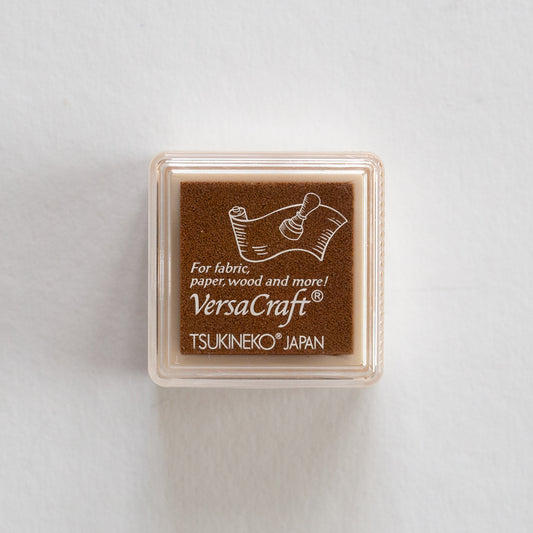 For fabric,
paper, wood and more!
VersaCraft®
TSUKINEKO® JAPAN